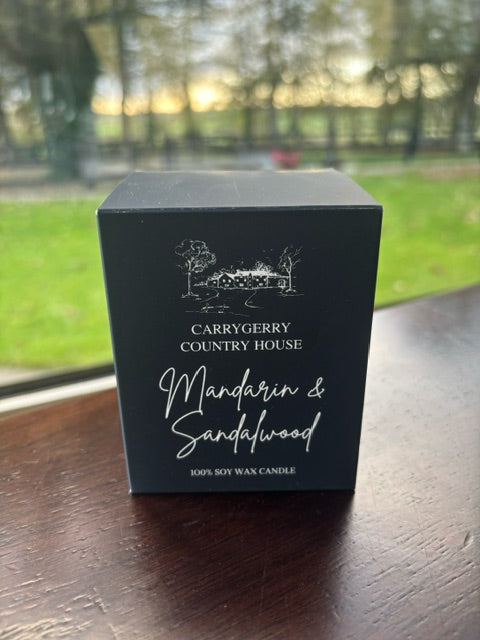 CARRYGERRY
COUNTRY HOUSE
Mandarin &
Sandalwood
100% SOY WAX CANDLE